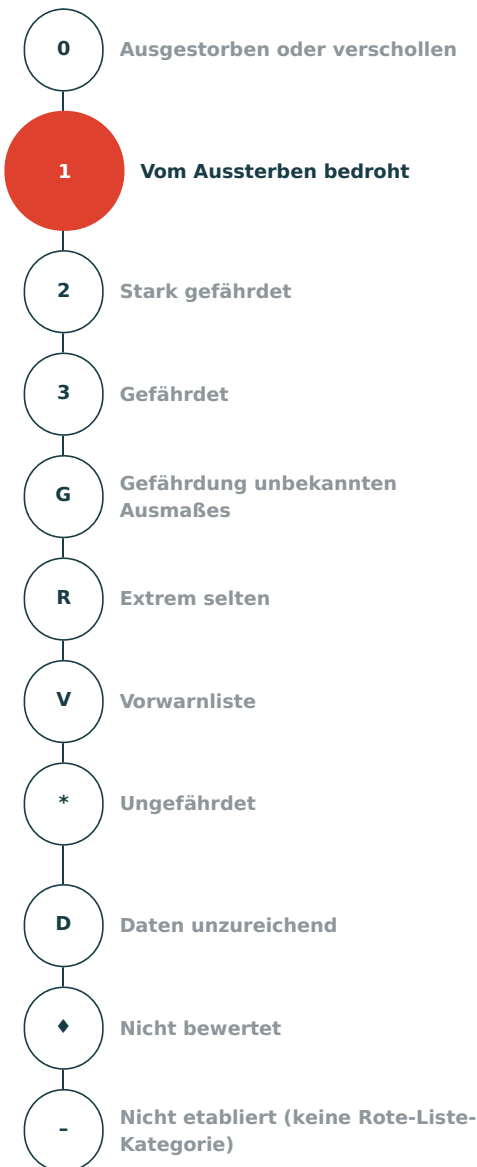 0 Ausgestorben oder verschollen
1 Vom Aussterben bedroht
2 Stark gefährdet
3 Gefährdet
G Gefährdung unbekannten
Ausmaßes
R Extrem selten
V Vorwarnliste
* Ungefährdet
D Daten unzureichend
♦ Nicht bewertet
– Nicht etabliert (keine Rote-Liste-
Kategorie)